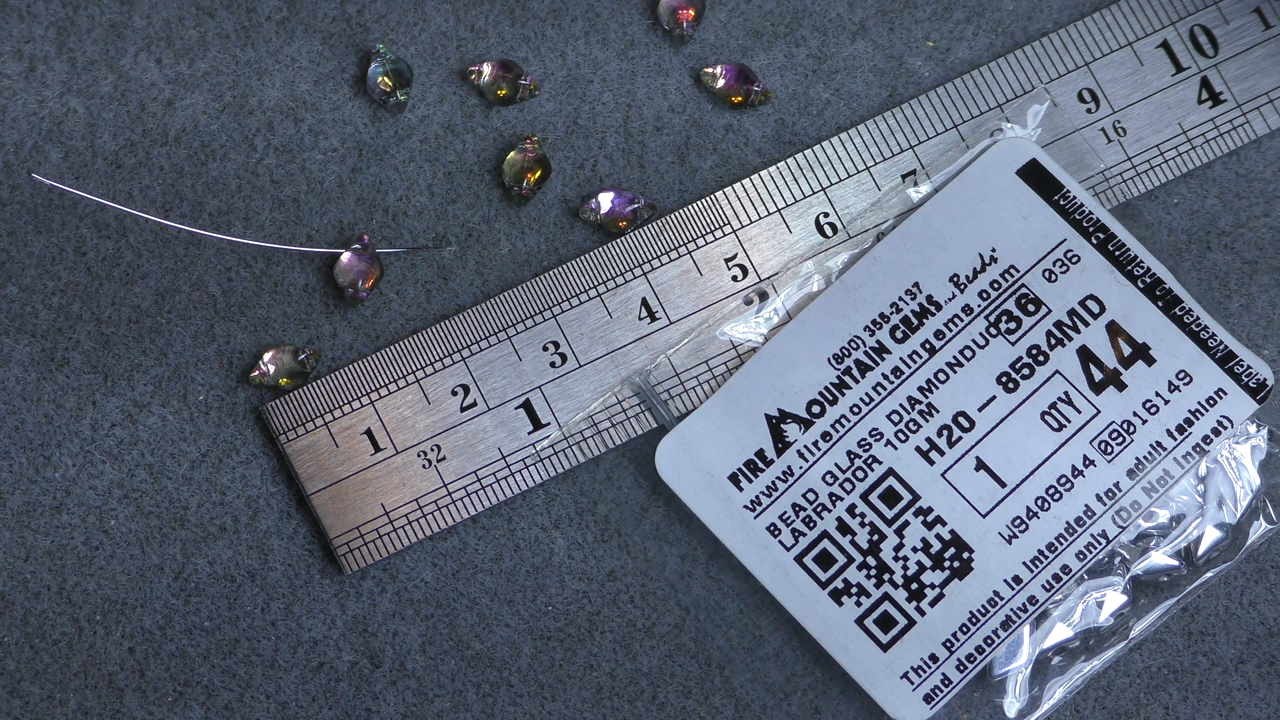 1 2 3 4 5 6 7 8 9 10
32 1 2 16 4
(800) 355-2137
FIRE MOUNTAIN GEMS and Beads®
www.firemountaingems.com
BEAD GLASS DIAMONDUO 36 036
LABRADOR 10GM
H20-8584MD
1 QTY 44
W9408944 09016149
This product is intended for adult fashion
and decorative use only (Do Not Ingest)
abel Needed to Return Product